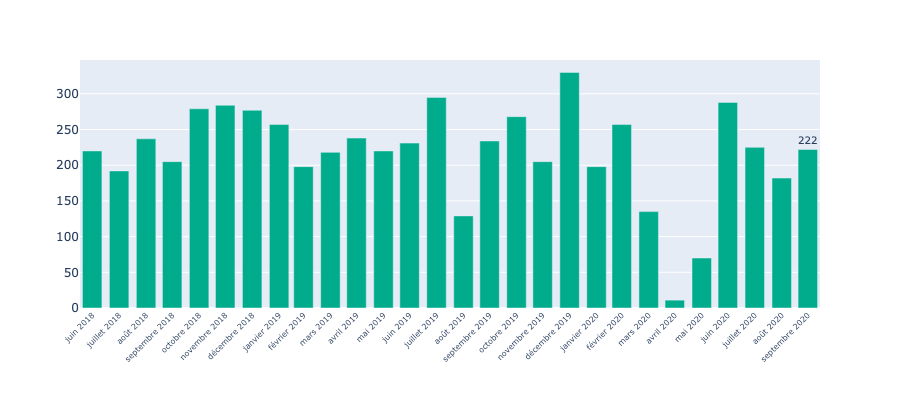 300
250
200
150
100
50
0
222
juin 2018
juillet 2018
août 2018
septembre 2018
octobre 2018
novembre 2018
décembre 2018
janvier 2019
février 2019
mars 2019
avril 2019
mai 2019
juin 2019
juillet 2019
août 2019
septembre 2019
octobre 2019
novembre 2019
décembre 2019
janvier 2020
février 2020
mars 2020
avril 2020
mai 2020
juin 2020
juillet 2020
août 2020
septembre 2020